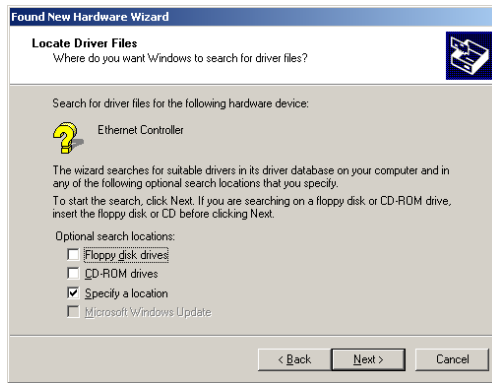 Found New Hardware Wizard
Locate Driver Files
Where do you want Windows to search for driver files?
Search for driver files for the following hardware device:
Ethernet Controller
The wizard searches for suitable drivers in its driver database on your computer and in
any of the following optional search locations that you specify.
To start the search, click Next. If you are searching on a floppy disk or CD-ROM drive,
insert the floppy disk or CD before clicking Next.
Optional search locations:
Floppy disk drives
CD-ROM drives
Specify a location
Microsoft Windows Update
< Back Next > Cancel